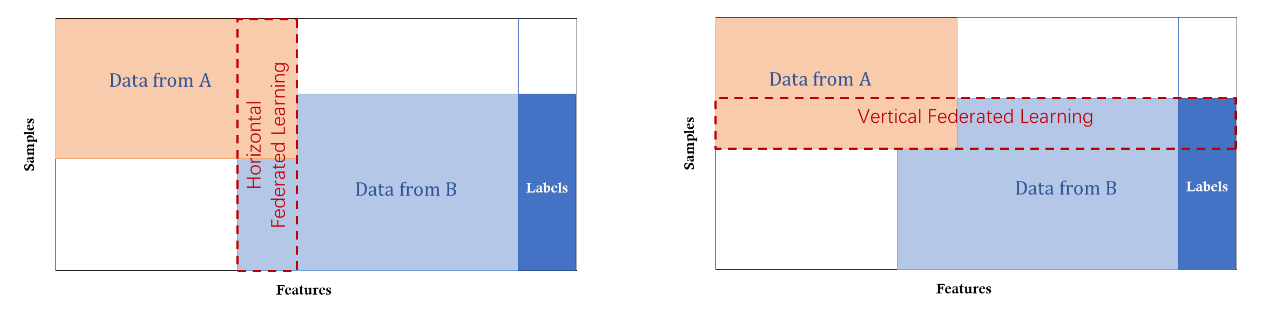 Data from A
Horizontal
Federated Learning
Samples
Data from B
Labels
Features
Data from A
Vertical Federated Learning
Samples
Data from B
Labels
Features